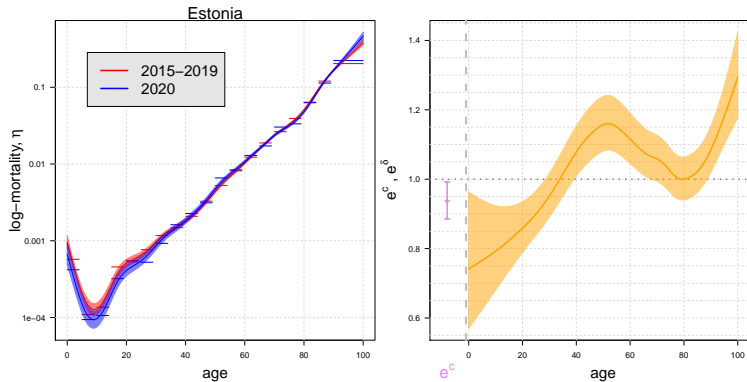 Estonia
log−mortality, η
0.1
0.01
0.001
1e−04
2015−2019
2020
0 20 40 60 80 100
age
e^c, e^δ
1.4
1.2
1.0
0.8
0.6
e^c
0 20 40 60 80 100
age